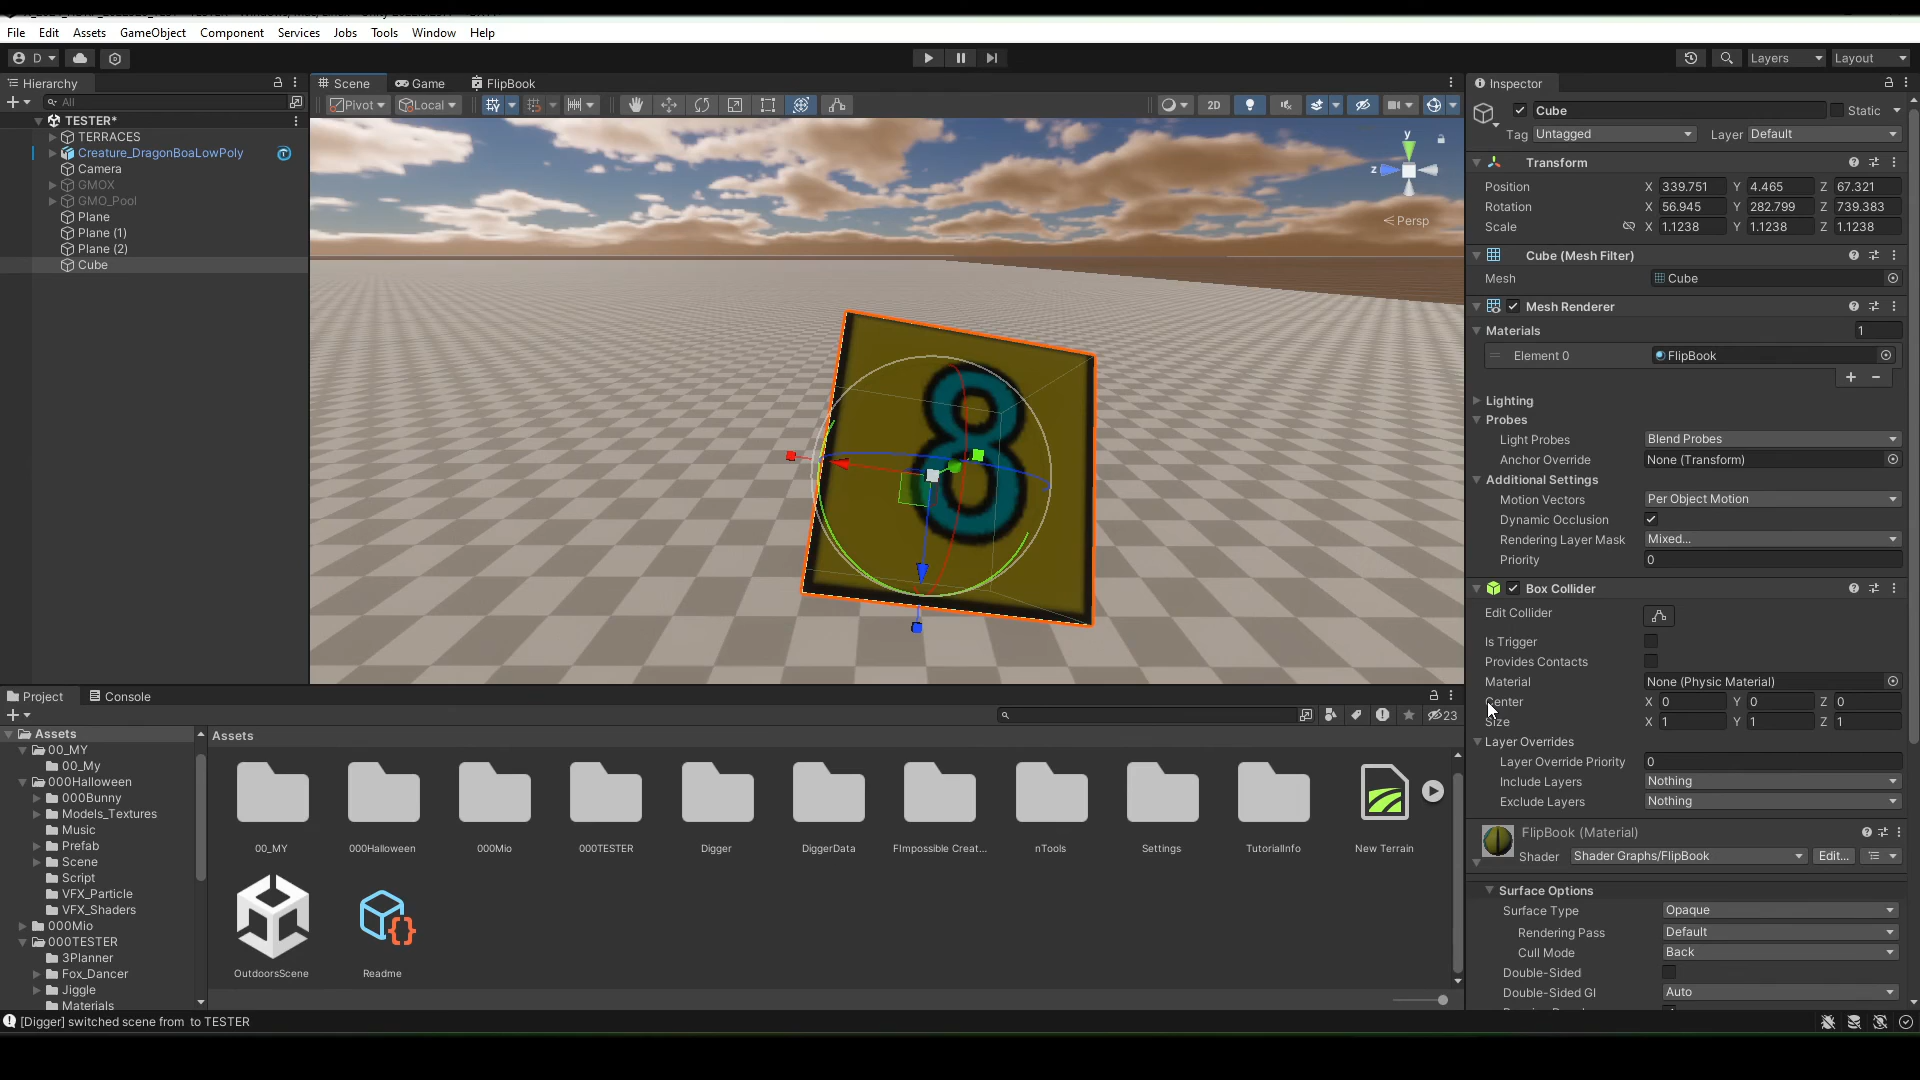 File Edit Assets GameObject Component Services Jobs Tools Window Help
D Layers Layout
Hierarchy Scene Game FlipBook Inspector
All Pivot Local 2D
TESTER*
TERRACES
Creature_DragonBoaLowPoly
Camera
GMOX
GMO_Pool
Plane
Plane (1)
Plane (2)
Cube
y
z
Persp
8
Cube Static
Tag Untagged Layer Default
Transform
Position X 339.751 Y 4.465 Z 67.321
Rotation X 56.945 Y 282.799 Z 739.383
Scale X 1.1238 Y 1.1238 Z 1.1238
Cube (Mesh Filter)
Mesh Cube
Mesh Renderer
Materials 1
Element 0 FlipBook
Lighting
Probes
Light Probes Blend Probes
Anchor Override None (Transform)
Additional Settings
Motion Vectors Per Object Motion
Dynamic Occlusion
Rendering Layer Mask Mixed...
Priority 0
Box Collider
Edit Collider
Is Trigger
Provides Contacts
Material None (Physic Material)
Center X 0 Y 0 Z 0
Size X 1 Y 1 Z 1
Layer Overrides
Layer Override Priority 0
Include Layers Nothing
Exclude Layers Nothing
FlipBook (Material)
Shader Shader Graphs/FlipBook Edit...
Surface Options
Surface Type Opaque
Rendering Pass Default
Cull Mode Back
Double-Sided
Double-Sided GI Auto
Project Console
23
Assets
00_MY
00_My
000Halloween
000Bunny
Models_Textures
Music
Prefab
Scene
Script
VFX_Particle
VFX_Shaders
000Mio
000TESTER
3Planner
Fox_Dancer
Jiggle
Materials
Assets
00_MY 000Halloween 000Mio 000TESTER Digger DiggerData FImpossible Creat... nTools Settings TutorialInfo New Terrain
OutdoorsScene Readme
[Digger] switched scene from to TESTER